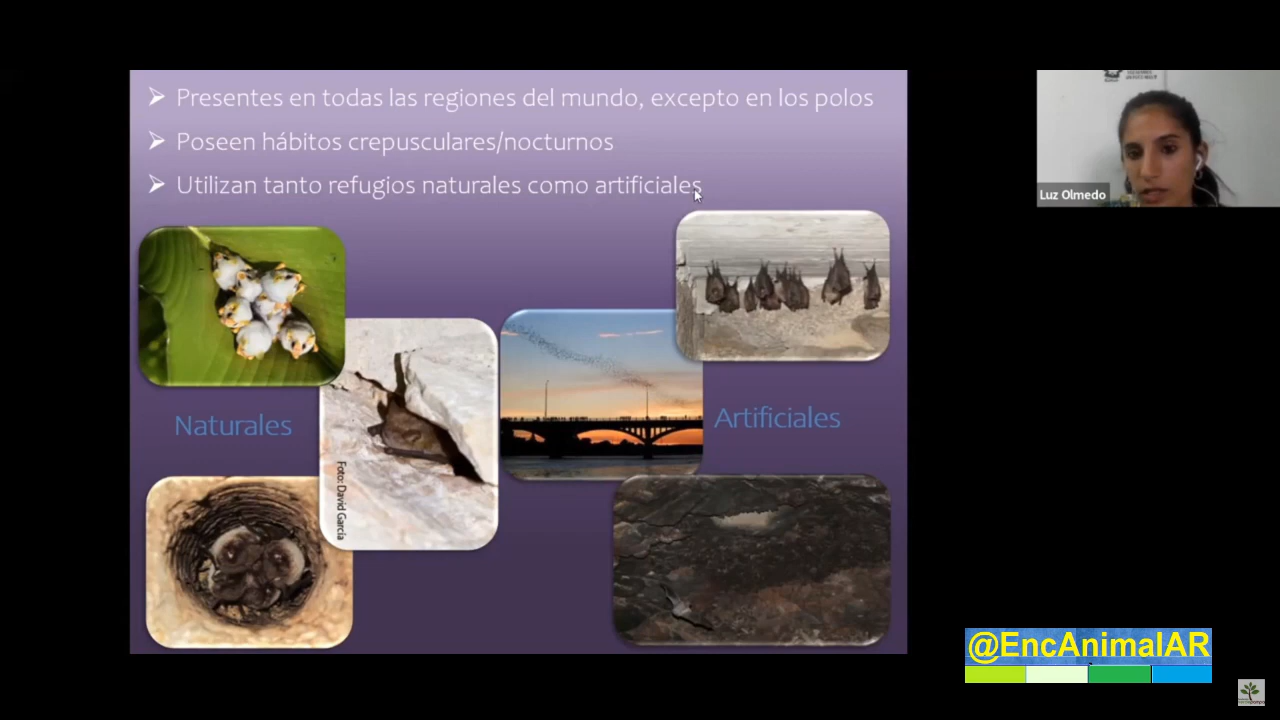 Presentes en todas las regiones del mundo, excepto en los polos
Poseen hábitos crepusculares/nocturnos
Utilizan tanto refugios naturales como artificiales
Luz Olmedo
Naturales
Artificiales
Foto: David García
@EncAnimalAR